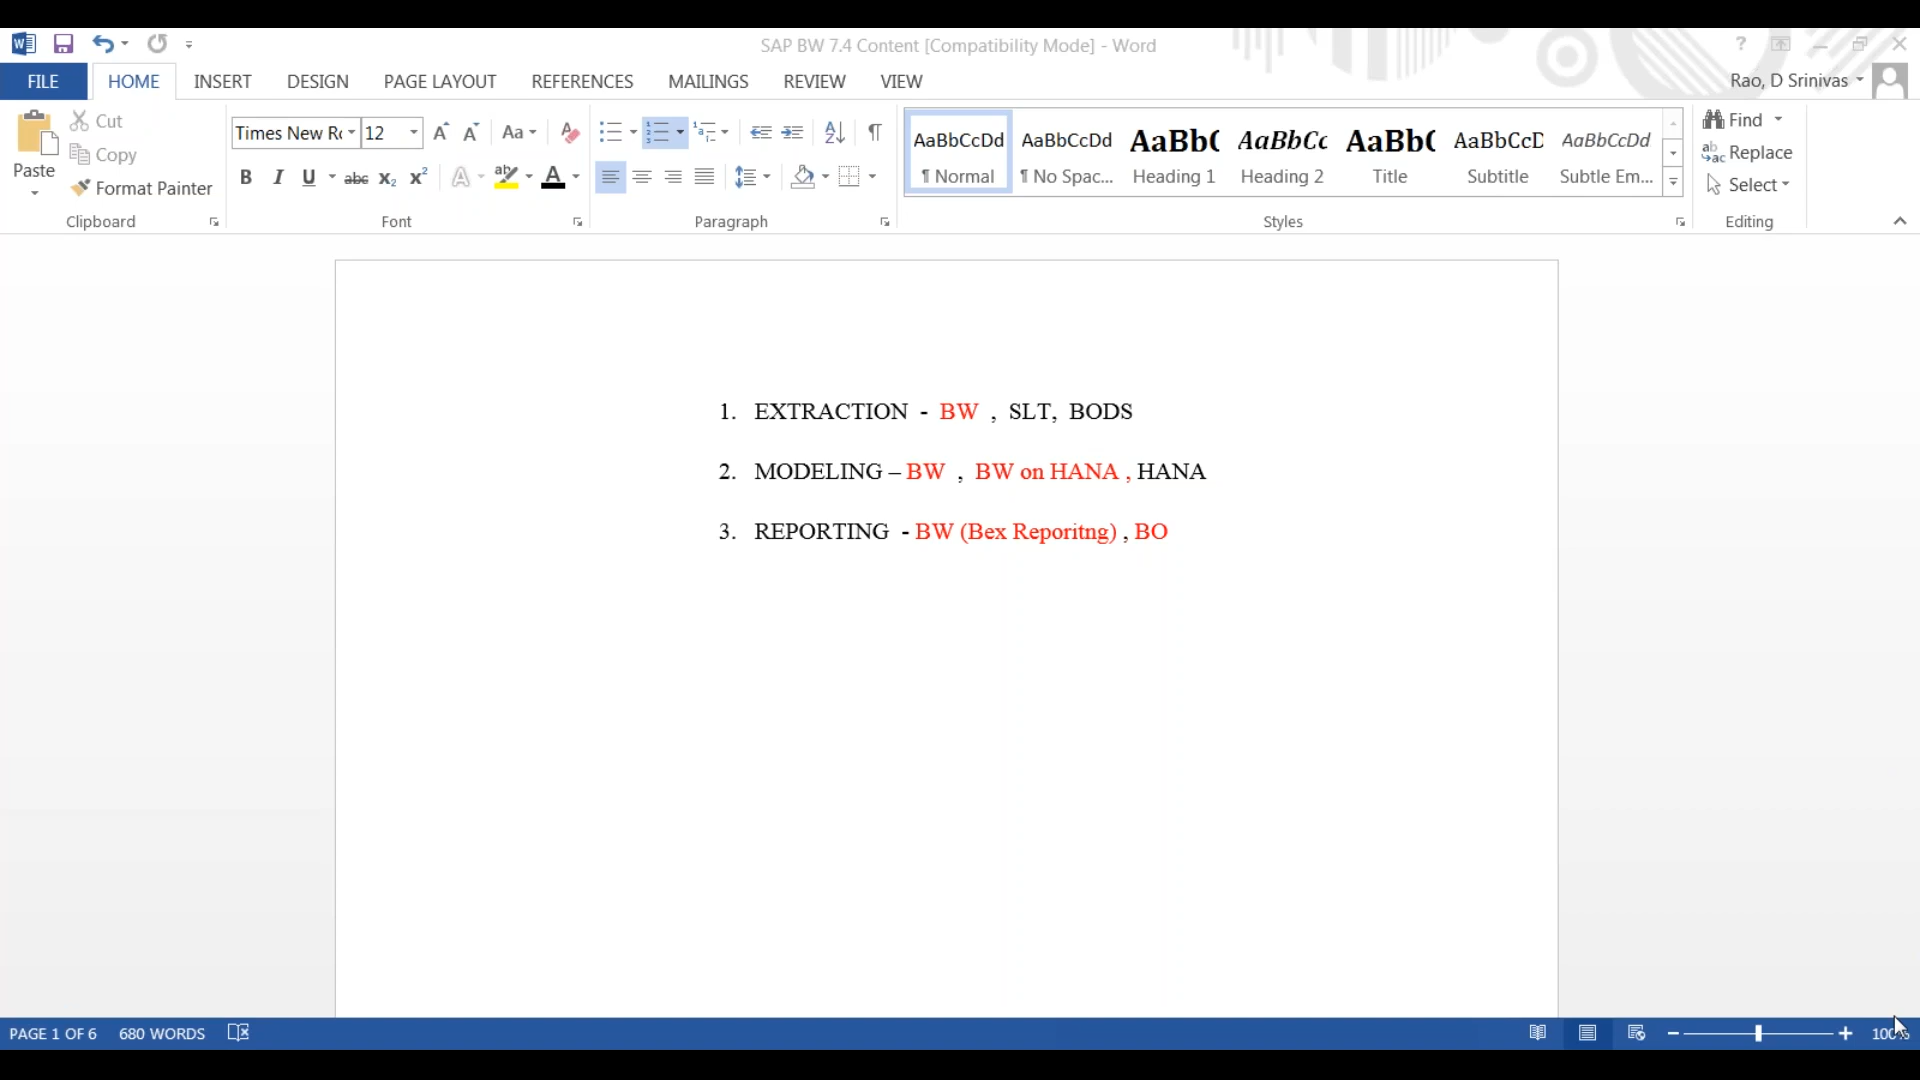 SAP BW 7.4 Content [Compatibility Mode] - Word
FILE HOME INSERT DESIGN PAGE LAYOUT REFERENCES MAILINGS REVIEW VIEW Rao, D Srinivas
Paste Cut Copy Format Painter
Clipboard
Times New Ro 12
Font
Paragraph
AaBbCcDd AaBbCcDd AaBb( AaBbCc AaBb( AaBbCcD AaBbCcDd
¶ Normal ¶ No Spac... Heading 1 Heading 2 Title Subtitle Subtle Em...
Styles
Find
Replace
Select
Editing
1. EXTRACTION - BW , SLT, BODS
2. MODELING – BW , BW on HANA , HANA
3. REPORTING - BW (Bex Reporitng) , BO
PAGE 1 OF 6 680 WORDS